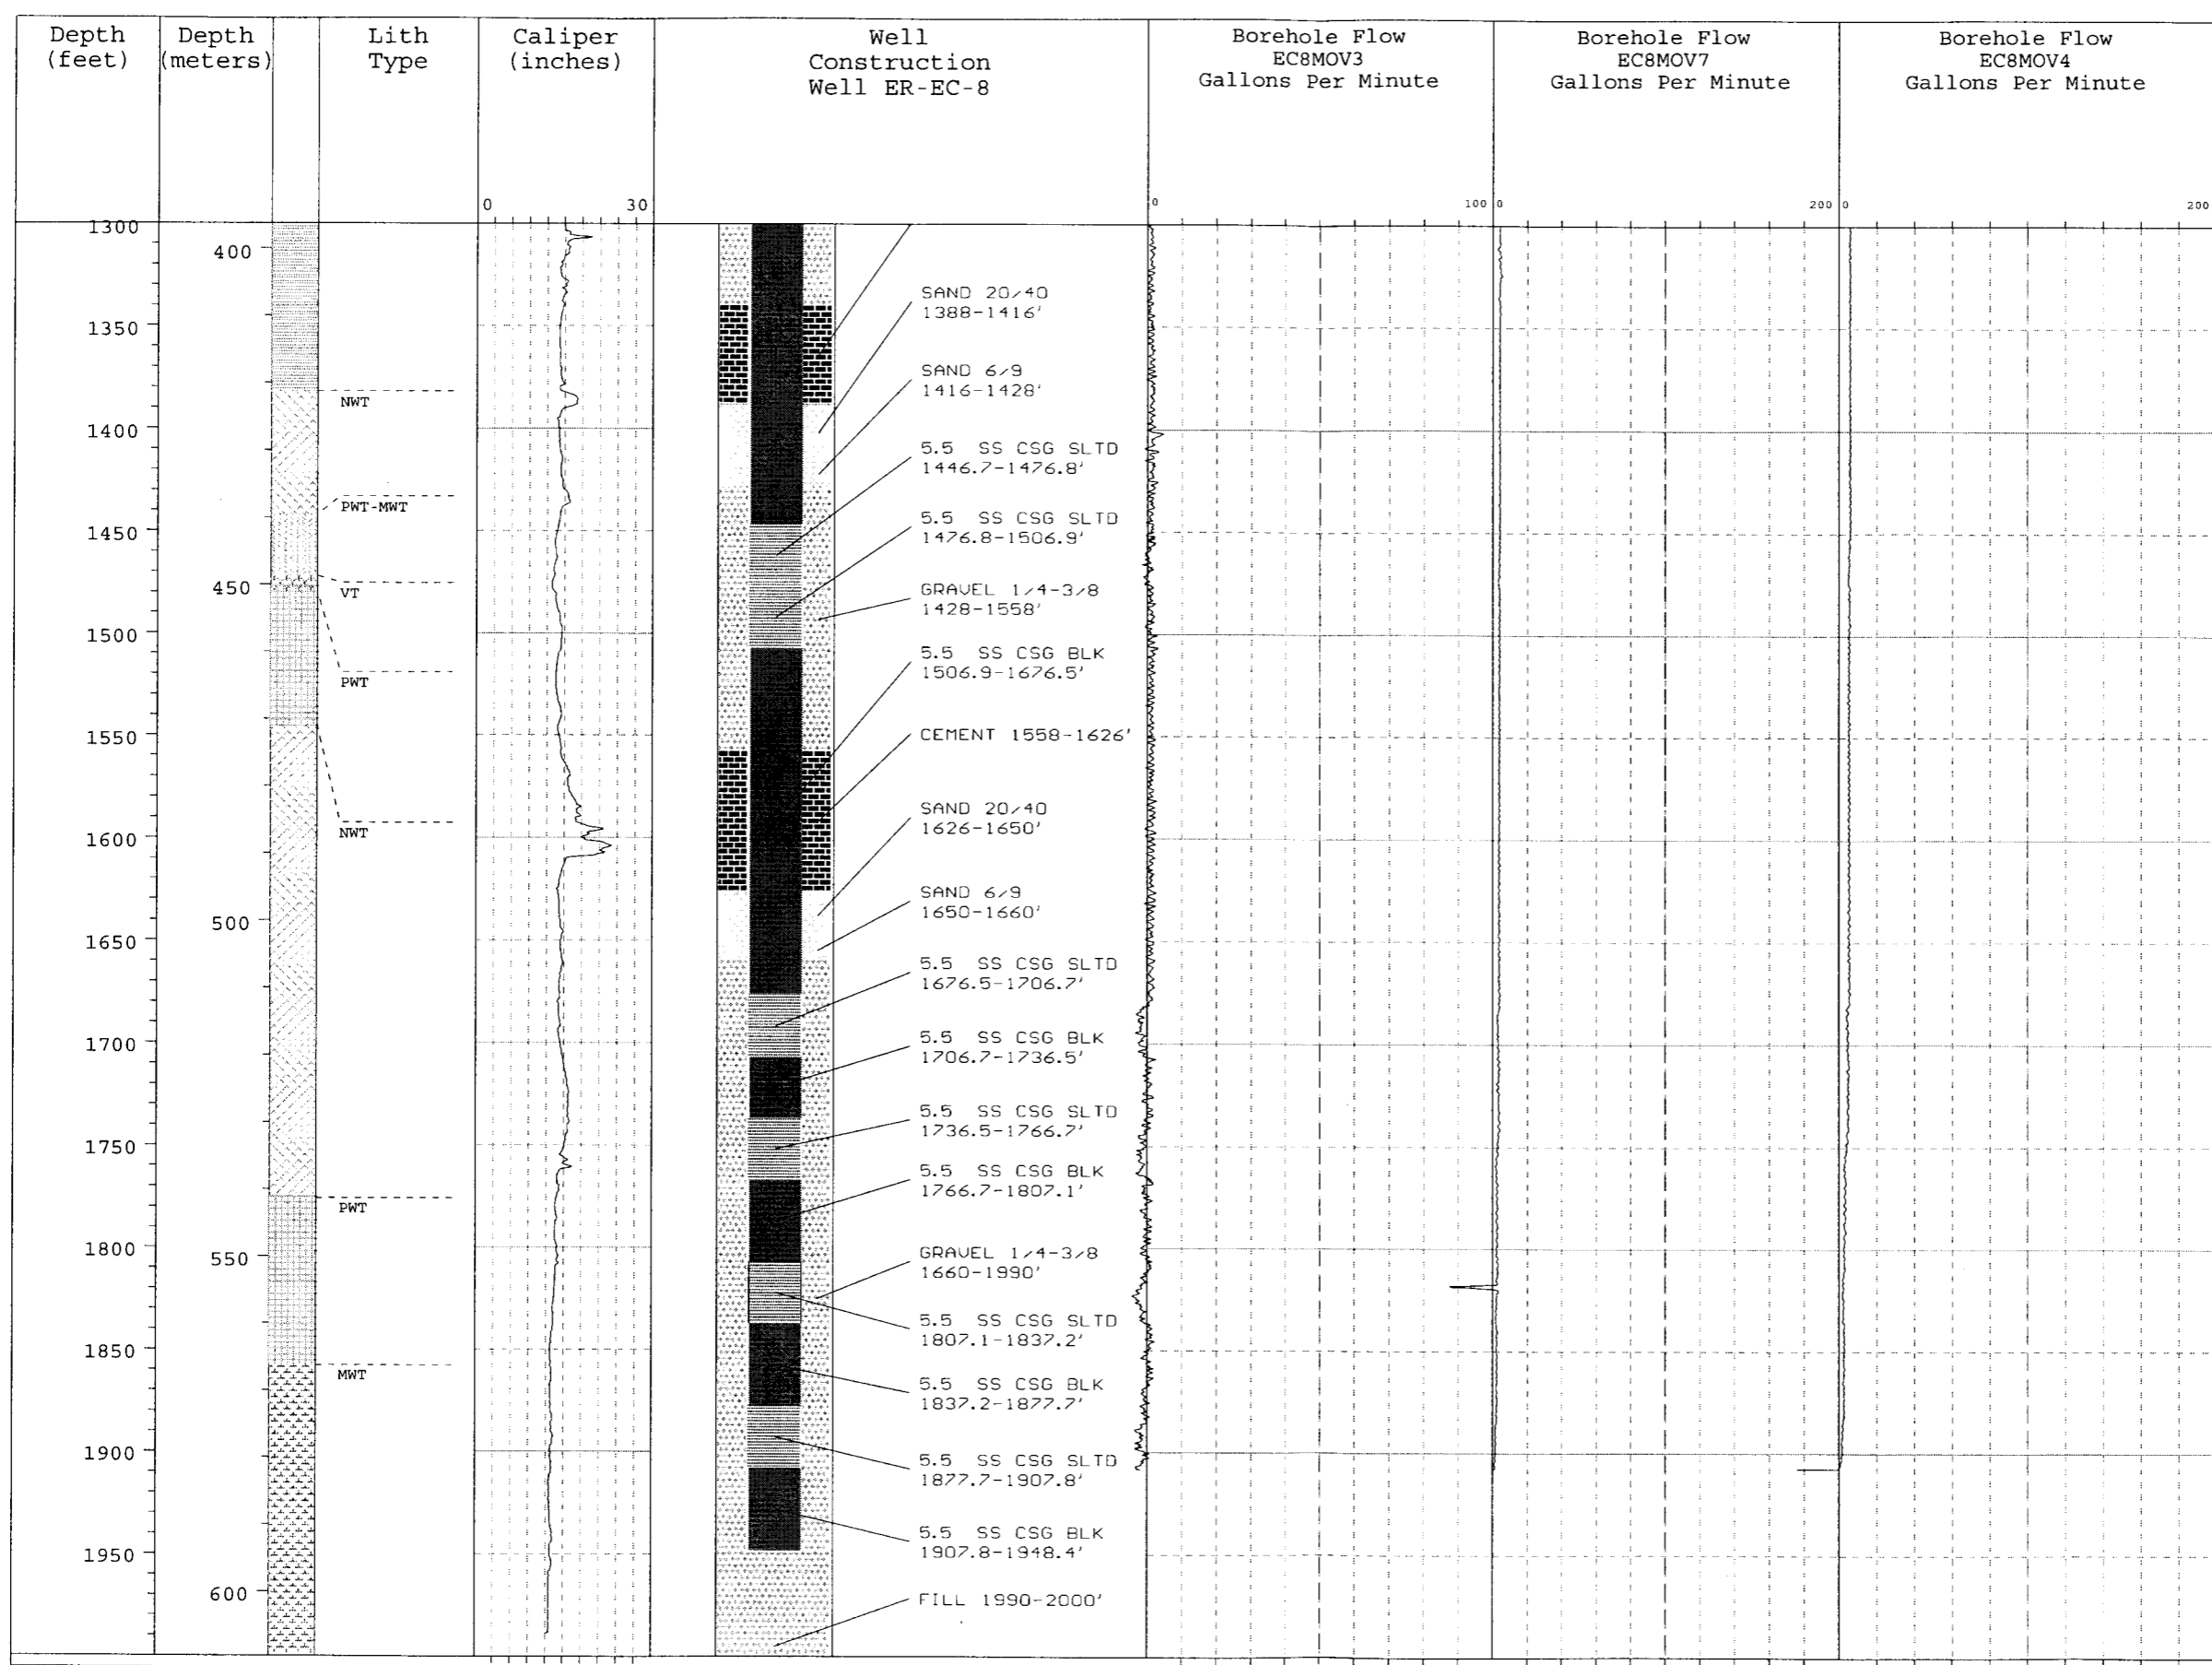 Depth
(feet)
Depth
(meters)
Lith
Type
Caliper
(inches)
Well
Construction
Well ER-EC-8
Borehole Flow
EC8MOV3
Gallons Per Minute
Borehole Flow
EC8MOV7
Gallons Per Minute
Borehole Flow
EC8MOV4
Gallons Per Minute
0 30
0 100
0 200
0 200
1300
1350
1400
1450
1500
1550
1600
1650
1700
1750
1800
1850
1900
1950
400
450
500
550
600
NWT
PWT-MWT
VT
PWT
NWT
PWT
MWT
SAND 20/40
1388-1416'
SAND 6/9
1416-1428'
5.5 SS CSG SLTD
1446.7-1476.8'
5.5 SS CSG SLTD
1476.8-1506.9'
GRAVEL 1/4-3/8
1428-1558'
5.5 SS CSG BLK
1506.9-1676.5'
CEMENT 1558-1626'
SAND 20/40
1626-1650'
SAND 6/9
1650-1660'
5.5 SS CSG SLTD
1676.5-1706.7'
5.5 SS CSG BLK
1706.7-1736.5'
5.5 SS CSG SLTD
1736.5-1766.7'
5.5 SS CSG BLK
1766.7-1807.1'
GRAVEL 1/4-3/8
1660-1990'
5.5 SS CSG SLTD
1807.1-1837.2'
5.5 SS CSG BLK
1837.2-1877.7'
5.5 SS CSG SLTD
1877.7-1907.8'
5.5 SS CSG BLK
1907.8-1948.4'
FILL 1990-2000'